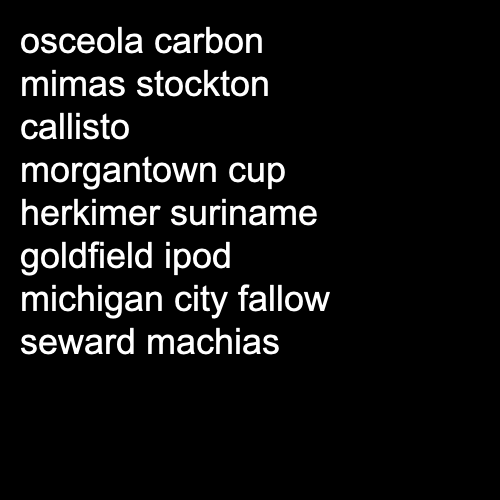 osceola carbon
mimas stockton
callisto
morgantown cup
herkimer suriname
goldfield ipod
michigan city fallow
seward machias